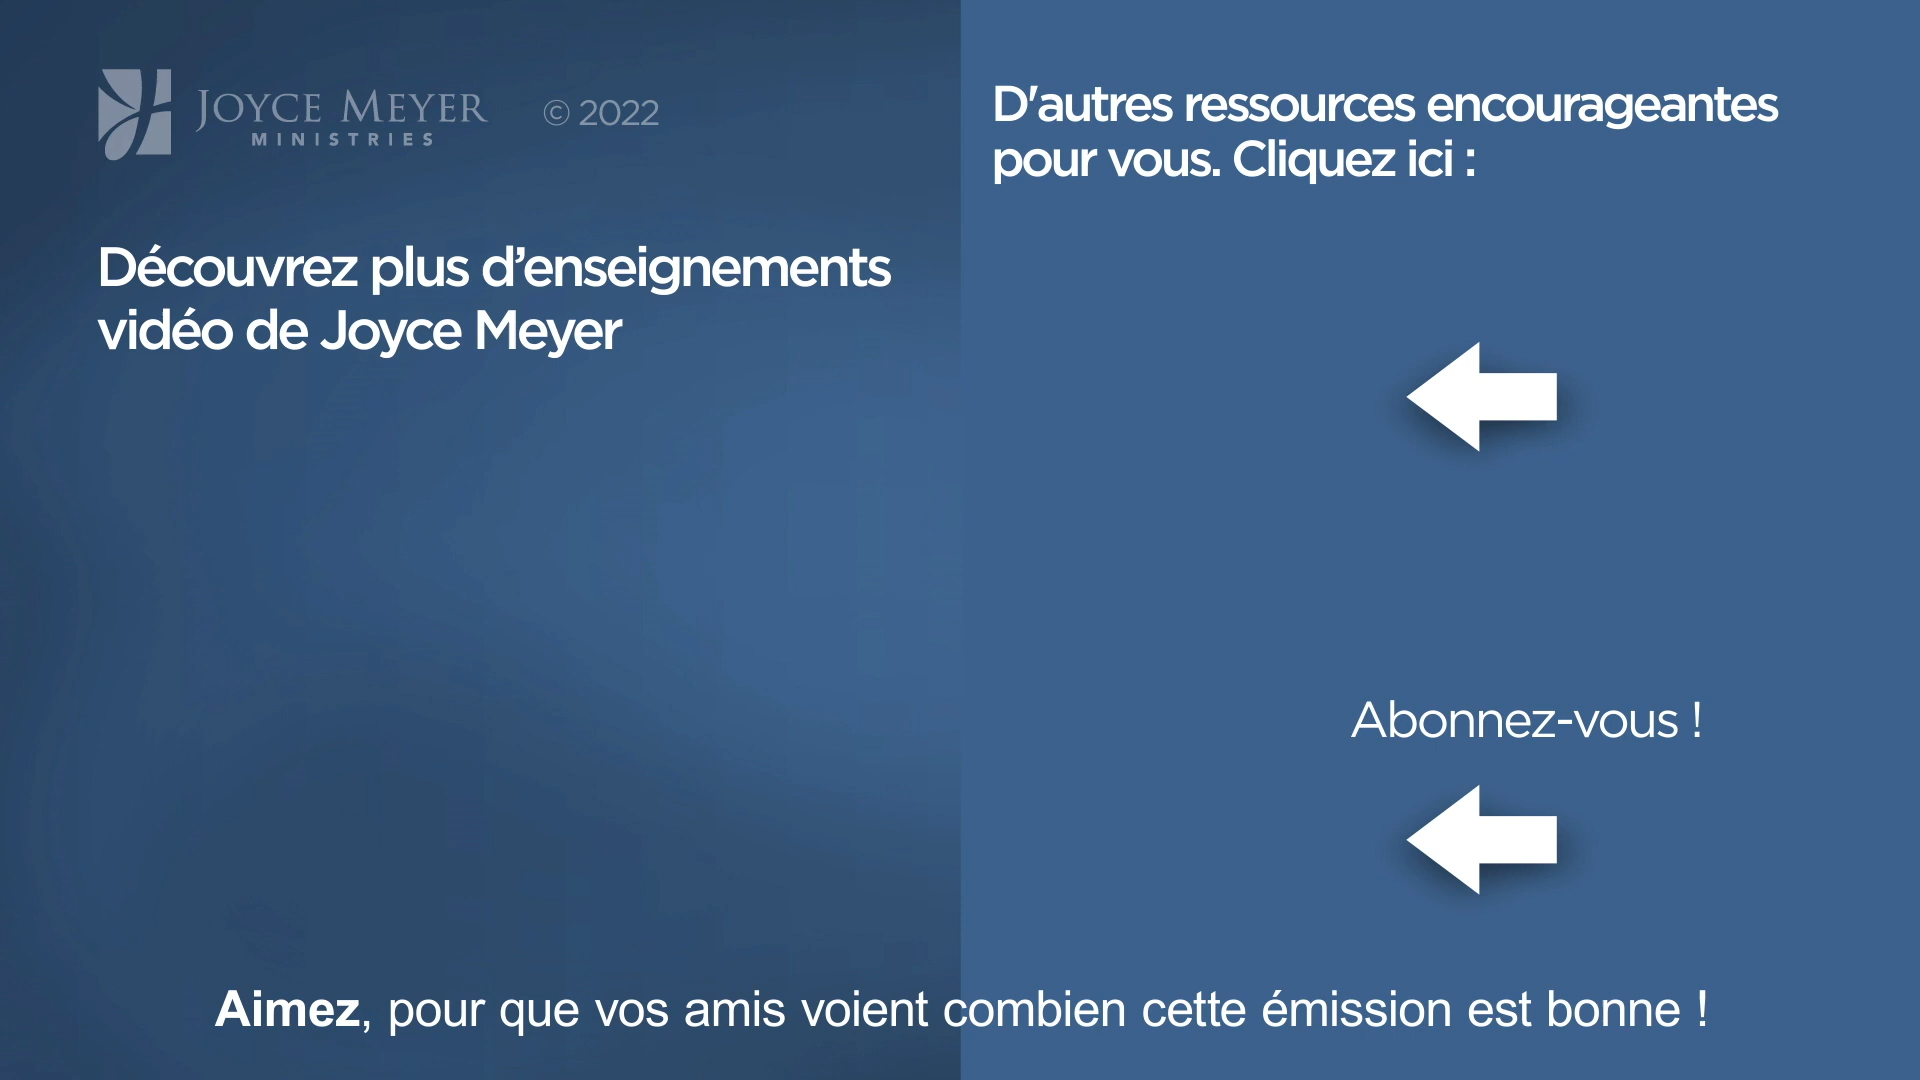 JOYCE MEYER
MINISTRIES
© 2022
Découvrez plus d’enseignements
vidéo de Joyce Meyer
D'autres ressources encourageantes
pour vous. Cliquez ici :
Abonnez-vous !
Aimez, pour que vos amis voient combien cette émission est bonne !